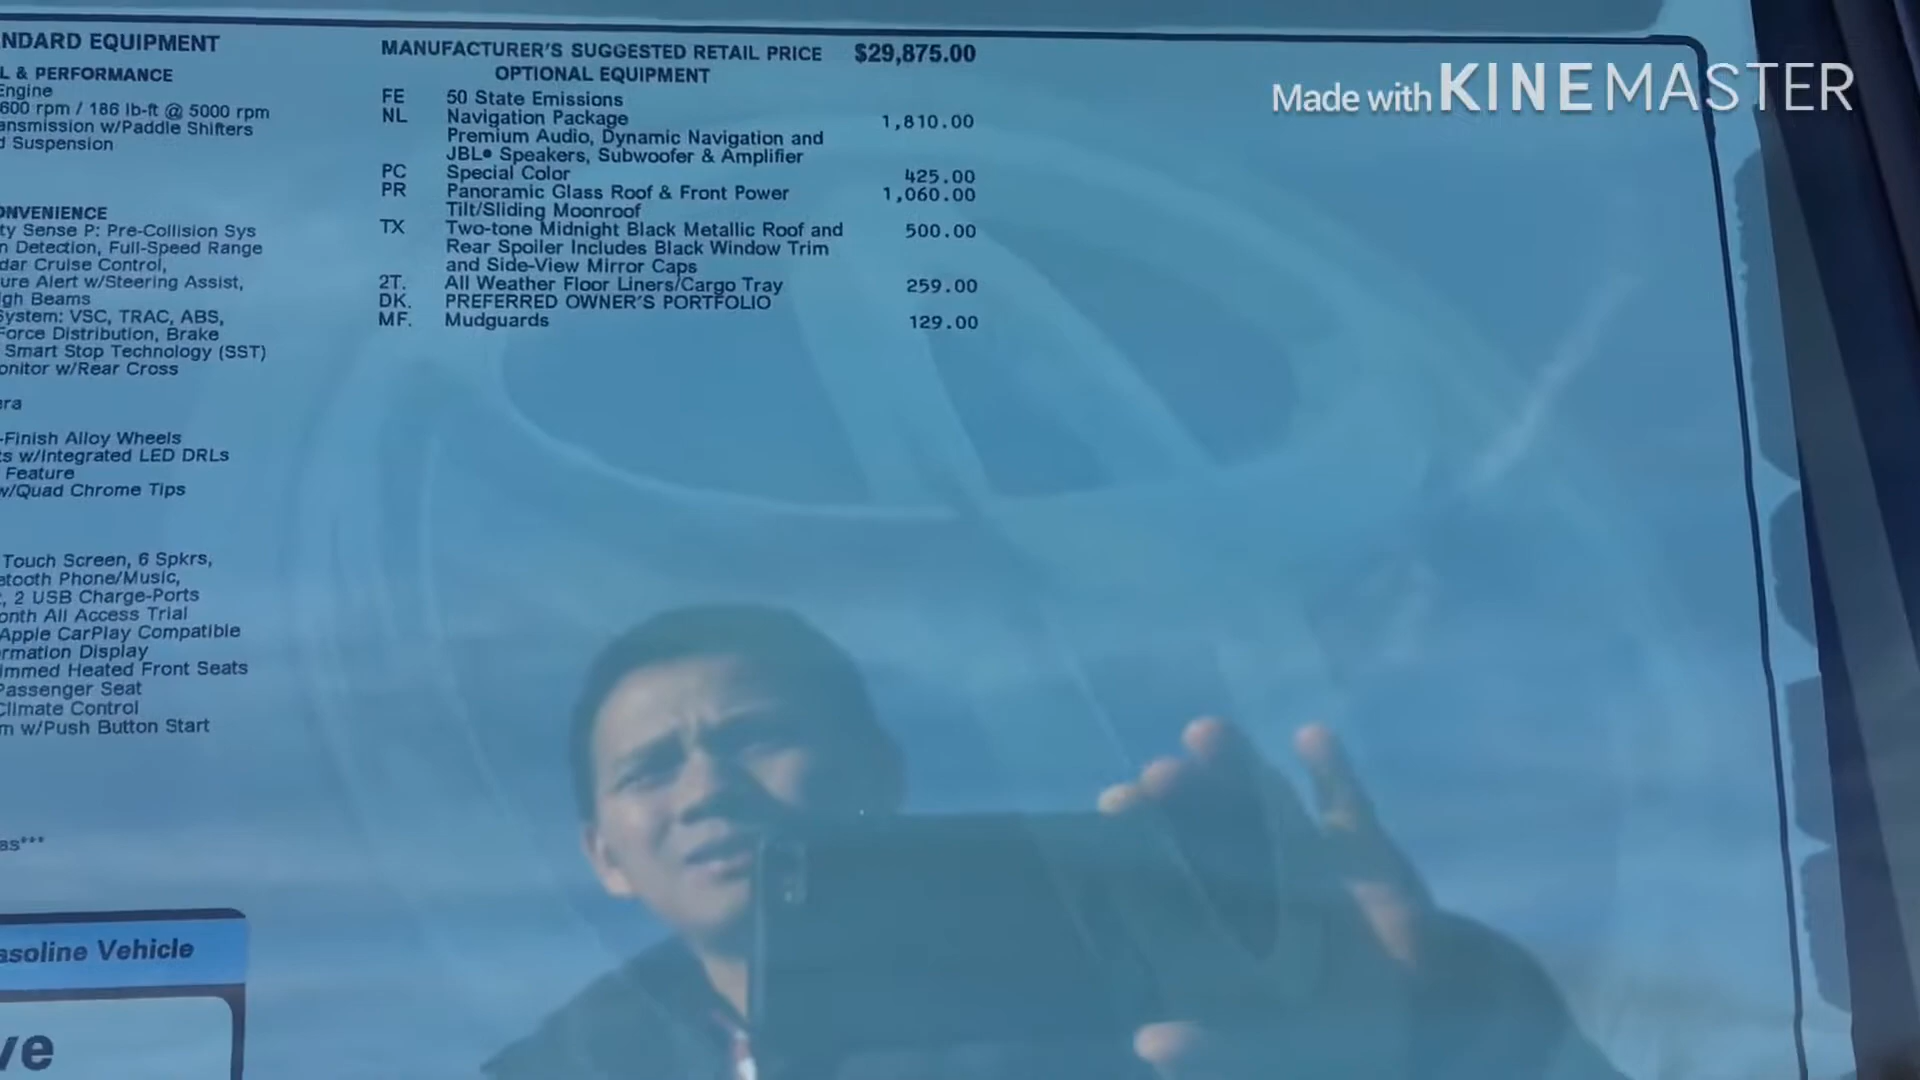 NDARD EQUIPMENT
L & PERFORMANCE
Engine
600 rpm / 186 lb-ft @ 5000 rpm
ansmission w/Paddle Shifters
d Suspension
ONVENIENCE
ty Sense P: Pre-Collision Sys
n Detection, Full-Speed Range
dar Cruise Control,
ure Alert w/Steering Assist,
igh Beams
System: VSC, TRAC, ABS,
Force Distribution, Brake
Smart Stop Technology (SST)
onitor w/Rear Cross
era
-Finish Alloy Wheels
ts w/Integrated LED DRLs
Feature
w/Quad Chrome Tips
Touch Screen, 6 Spkrs,
etooth Phone/Music,
, 2 USB Charge-Ports
onth All Access Trial
Apple CarPlay Compatible
ormation Display
immed Heated Front Seats
Passenger Seat
Climate Control
m w/Push Button Start
as***
asoline Vehicle
ve
MANUFACTURER'S SUGGESTED RETAIL PRICE $29,875.00
OPTIONAL EQUIPMENT
FE 50 State Emissions
NL Navigation Package 1,810.00
Premium Audio, Dynamic Navigation and
JBL® Speakers, Subwoofer & Amplifier
PC Special Color 425.00
PR Panoramic Glass Roof & Front Power 1,060.00
Tilt/Sliding Moonroof
TX Two-tone Midnight Black Metallic Roof and 500.00
Rear Spoiler Includes Black Window Trim
and Side-View Mirror Caps
2T. All Weather Floor Liners/Cargo Tray 259.00
DK. PREFERRED OWNER'S PORTFOLIO
MF. Mudguards 129.00
Made with KINEMASTER